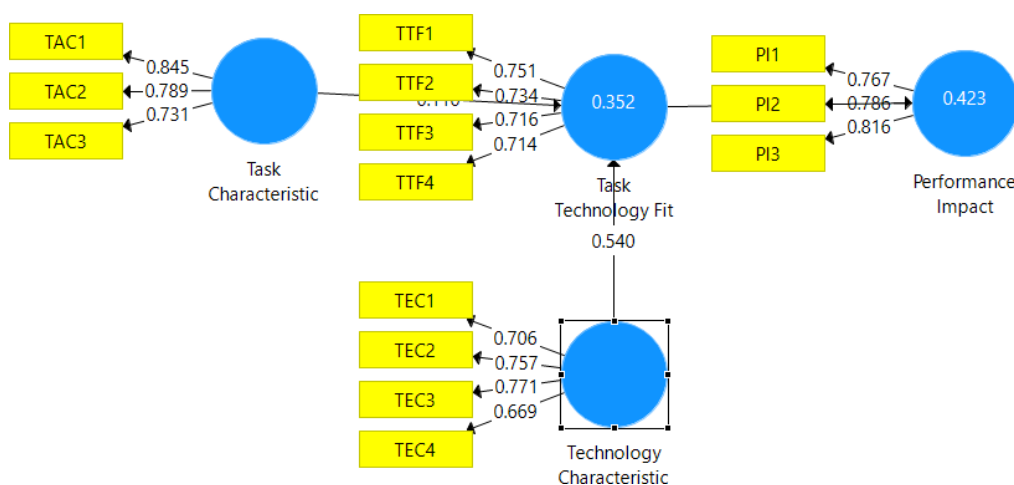 TAC1
TAC2
TAC3
0.845
0.789
0.731
Task
Characteristic
TTF1
TTF2
TTF3
TTF4
0.751
0.734
0.716
0.714
0.352
Task
Technology Fit
PI1
PI2
PI3
0.767
0.786
0.816
0.423
Performance
Impact
0.540
TEC1
TEC2
TEC3
TEC4
0.706
0.757
0.771
0.669
Technology
Characteristic